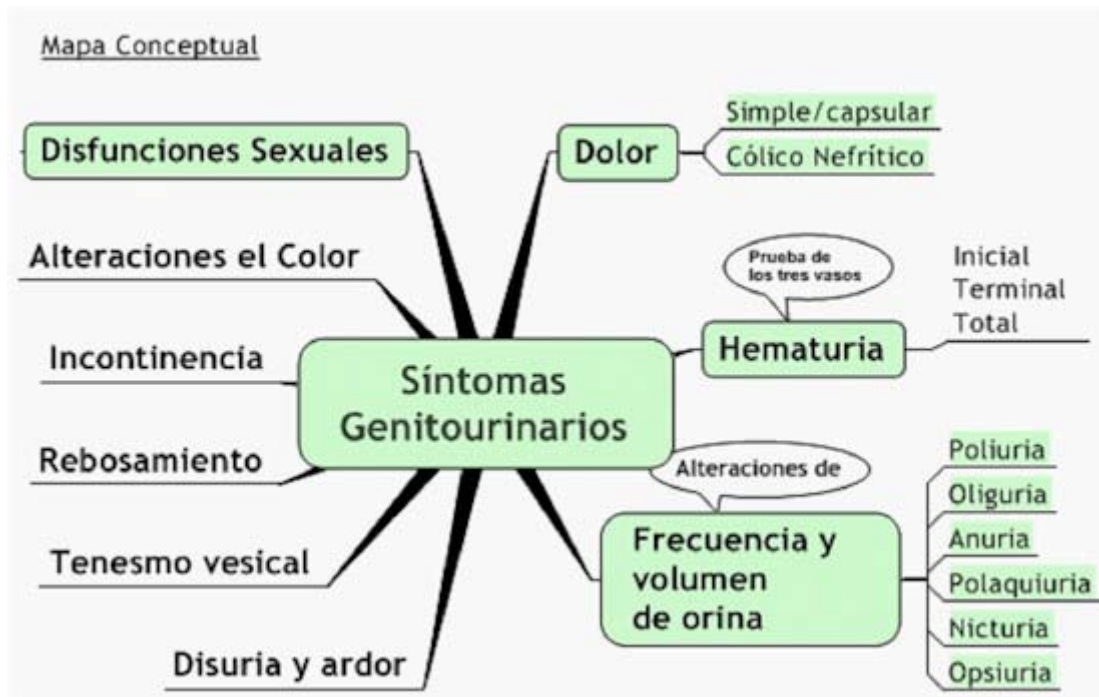 Mapa Conceptual
Disfunciones Sexuales
Alteraciones el Color
Incontinencia
Rebosamiento
Tenesmo vesical
Disuria y ardor
Síntomas
Genitourinarios
Dolor
Simple/capsular
Cólico Nefrítico
Prueba de
los tres vasos
Hematuria
Inicial
Terminal
Total
Alteraciones de
Frecuencia y
volumen
de orina
Poliuria
Oliguria
Anuria
Polaquiuria
Nicturia
Opsiuria